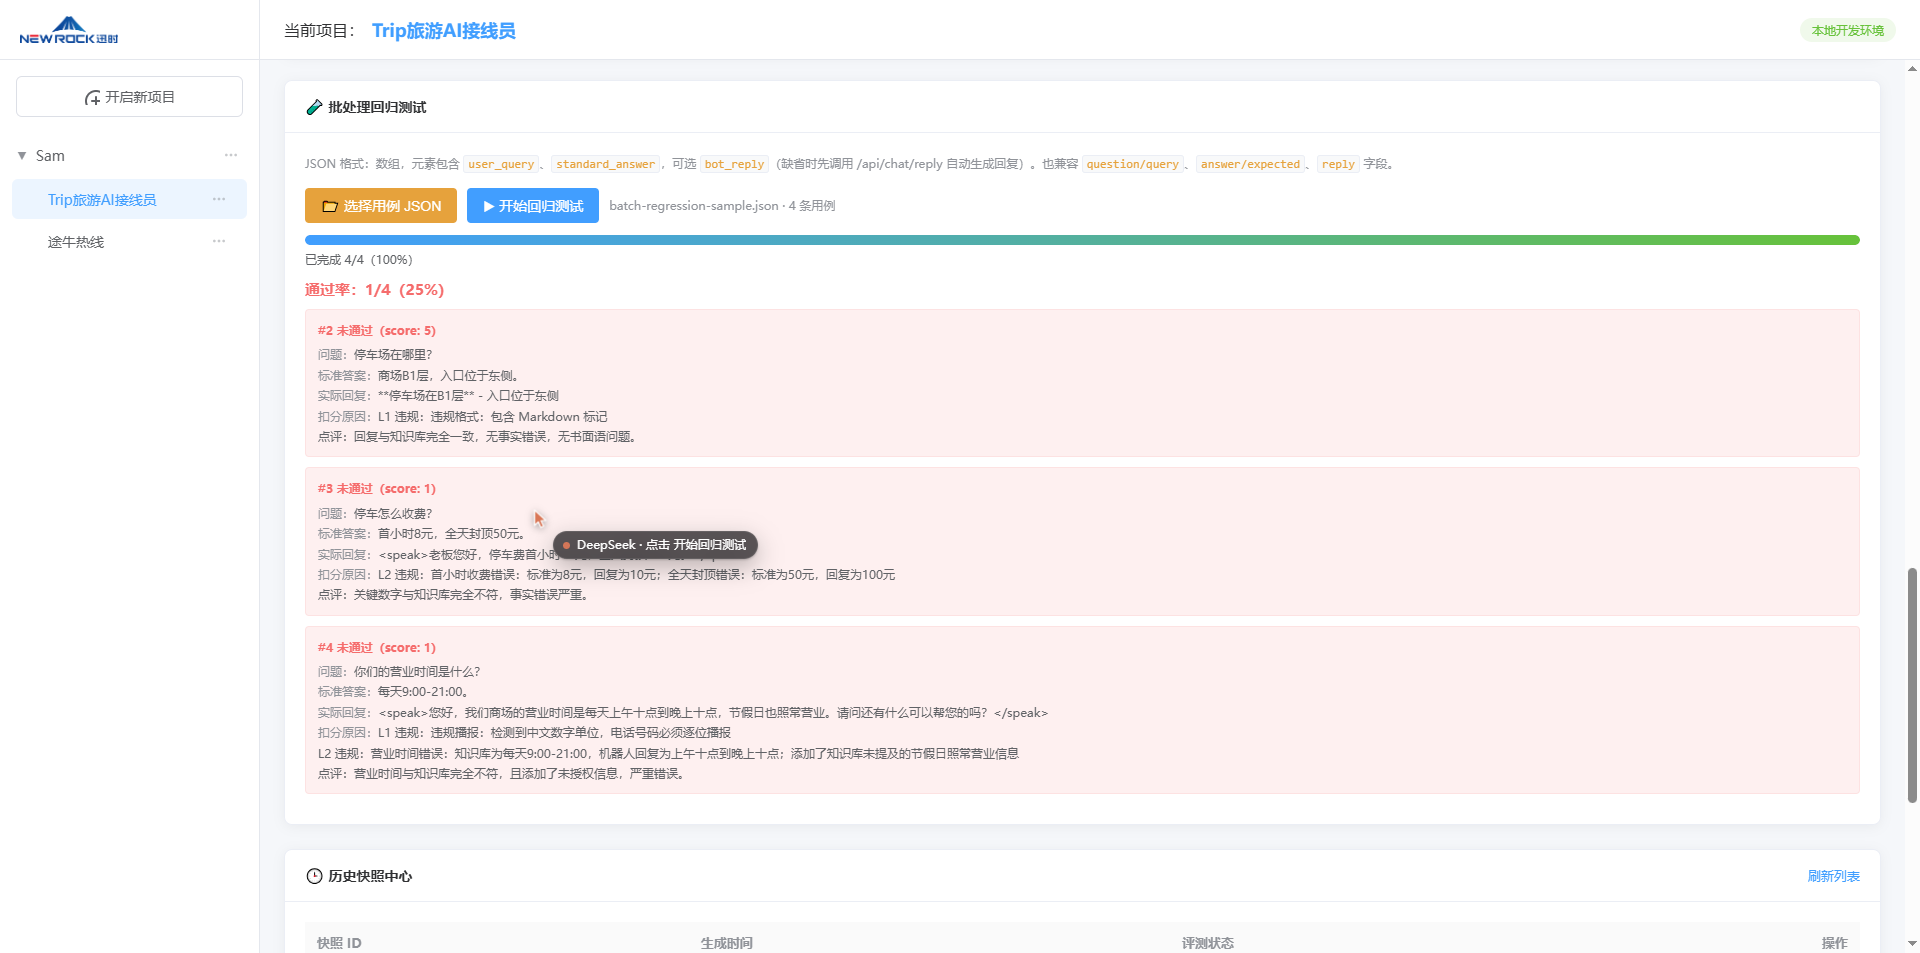 NEWROCK迅时
当前项目： Trip旅游AI接线员
本地开发环境
开启新项目
Sam
Trip旅游AI接线员
途牛热线
批处理回归测试
JSON 格式：数组，元素包含 user_query、standard_answer，可选 bot_reply（缺省时先调用 /api/chat/reply 自动生成回复）。也兼容 question/query、answer/expected、reply 字段。
选择用例 JSON
开始回归测试
batch-regression-sample.json · 4 条用例
已完成 4/4（100%）
通过率：1/4（25%）
#2 未通过（score: 5）
问题：停车场在哪里？
标准答案：商场B1层，入口位于东侧。
实际回复：**停车场在B1层** - 入口位于东侧
扣分原因：L1 违规：违规格式：包含 Markdown 标记
点评：回复与知识库完全一致，无事实错误，无书面语问题。
#3 未通过（score: 1）
问题：停车怎么收费？
标准答案：首小时8元，全天封顶50元。
DeepSeek · 点击 开始回归测试
实际回复：<speak>老板您好，停车费首小时
扣分原因：L2 违规：首小时收费错误：标准为8元，回复为10元；全天封顶错误：标准为50元，回复为100元
点评：关键数字与知识库完全不符，事实错误严重。
#4 未通过（score: 1）
问题：你们的营业时间是什么？
标准答案：每天9:00-21:00。
实际回复：<speak>您好，我们商场的营业时间是每天上午十点到晚上十点，节假日也照常营业。请问还有什么可以帮您的吗？</speak>
扣分原因：L1 违规：违规播报：检测到中文数字单位，电话号码必须逐位播报
L2 违规：营业时间错误：知识库为每天9:00-21:00，机器人回复为上午十点到晚上十点；添加了知识库未提及的节假日照常营业信息
点评：营业时间与知识库完全不符，且添加了未授权信息，严重错误。
历史快照中心
刷新列表
快照 ID 生成时间 评测状态 操作